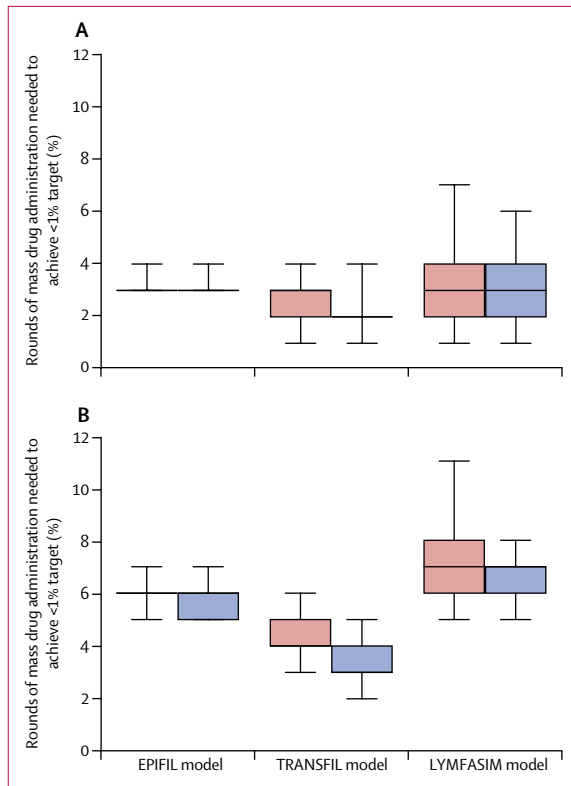 A
Rounds of mass drug administration needed to
achieve <1% target (%)
12
10
8
6
4
2
0
B
Rounds of mass drug administration needed to
achieve <1% target (%)
12
10
8
6
4
2
0
EPIFIL model TRANSFIL model LYMFASIM model